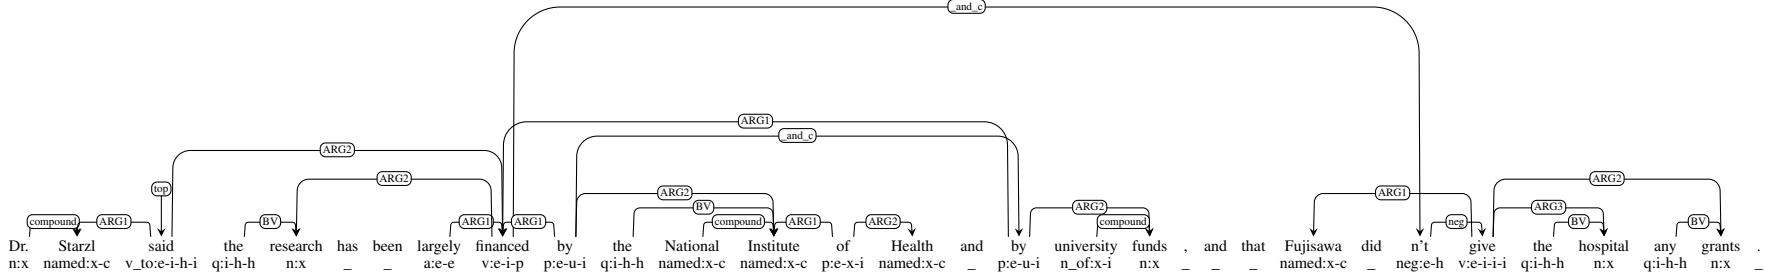 _and_c
ARG1
_and_c
ARG2
top ARG2 ARG2 ARG1 ARG2
BV ARG2 ARG3
compound ARG1 BV ARG1 ARG1 compound ARG1 ARG2 compound neg BV BV
Dr. Starzl said the research has been largely financed by the National Institute of Health and by university funds , and that Fujisawa did n't give the hospital any grants .
n:x named:x-c v_to:e-i-h-i q:i-h-h n:x _ _ a:e-e v:e-i-p p:e-u-i q:i-h-h named:x-c named:x-c p:e-x-i named:x-c _ p:e-u-i n_of:x-i n:x _ _ _ named:x-c _ neg:e-h v:e-i-i-i q:i-h-h n:x q:i-h-h n:x _